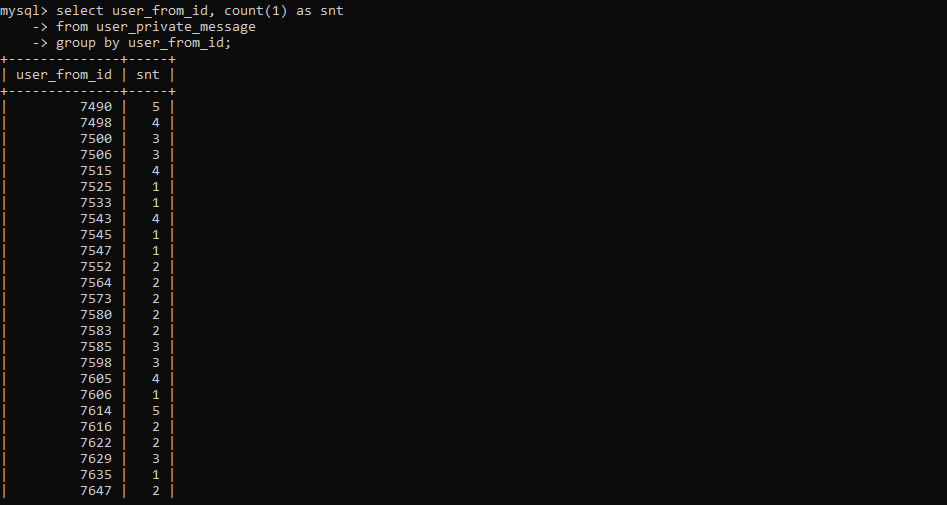 mysql> select user_from_id, count(1) as snt
    -> from user_private_message
    -> group by user_from_id;
+--------------+-----+
| user_from_id | snt |
+--------------+-----+
|         7490 |   5 |
|         7498 |   4 |
|         7500 |   3 |
|         7506 |   3 |
|         7515 |   4 |
|         7525 |   1 |
|         7533 |   1 |
|         7543 |   4 |
|         7545 |   1 |
|         7547 |   1 |
|         7552 |   2 |
|         7564 |   2 |
|         7573 |   2 |
|         7580 |   2 |
|         7583 |   2 |
|         7585 |   3 |
|         7598 |   3 |
|         7605 |   4 |
|         7606 |   1 |
|         7614 |   5 |
|         7616 |   2 |
|         7622 |   2 |
|         7629 |   3 |
|         7635 |   1 |
|         7647 |   2 |